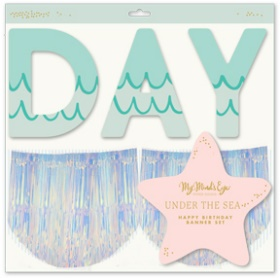 DAY
My Mind's Eye
UNDER THE SEA
HAPPY BIRTHDAY
BANNER SET